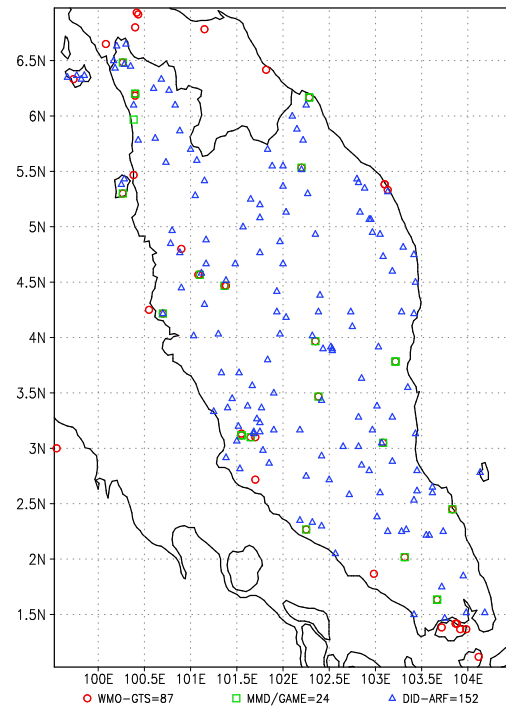 6.5N
6N
5.5N
5N
4.5N
4N
3.5N
3N
2.5N
2N
1.5N
100E 100.5E 101E 101.5E 102E 102.5E 103E 103.5E 104E
WMO-GTS=87 MMD/GAME=24 DID-ARF=152